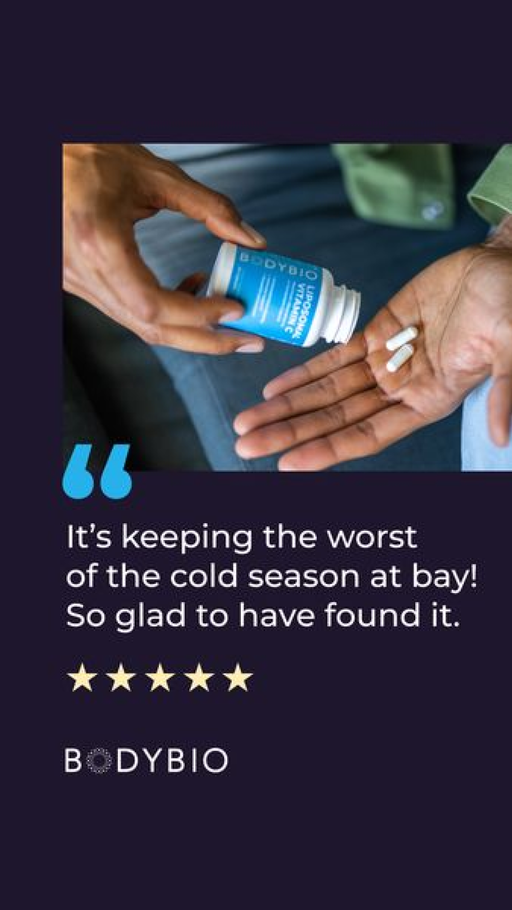 BODYBIO
LIPOSOMAL
VITAMIN C
“
It’s keeping the worst
of the cold season at bay!
So glad to have found it.
★★★★★
BODYBIO